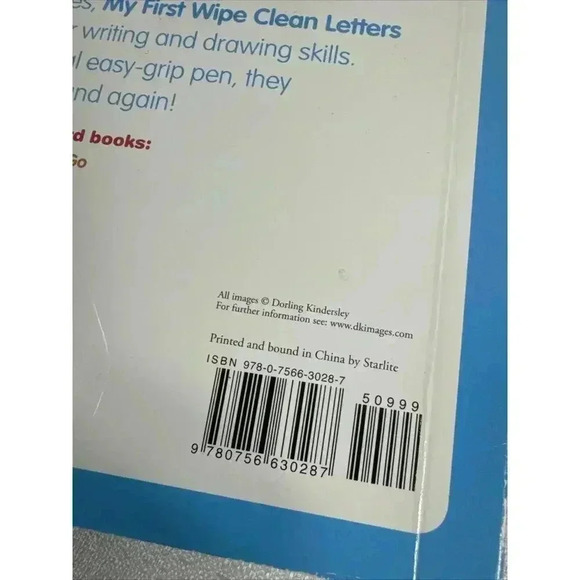 es, My First Wipe Clean Letters
writing and drawing skills.
easy-grip pen, they
nd again!
d books:
Go
All images © Dorling Kindersley
For further information see: www.dkimages.com
Printed and bound in China by Starlite
ISBN 978-0-7566-3028-7
50999
9 780756 630287